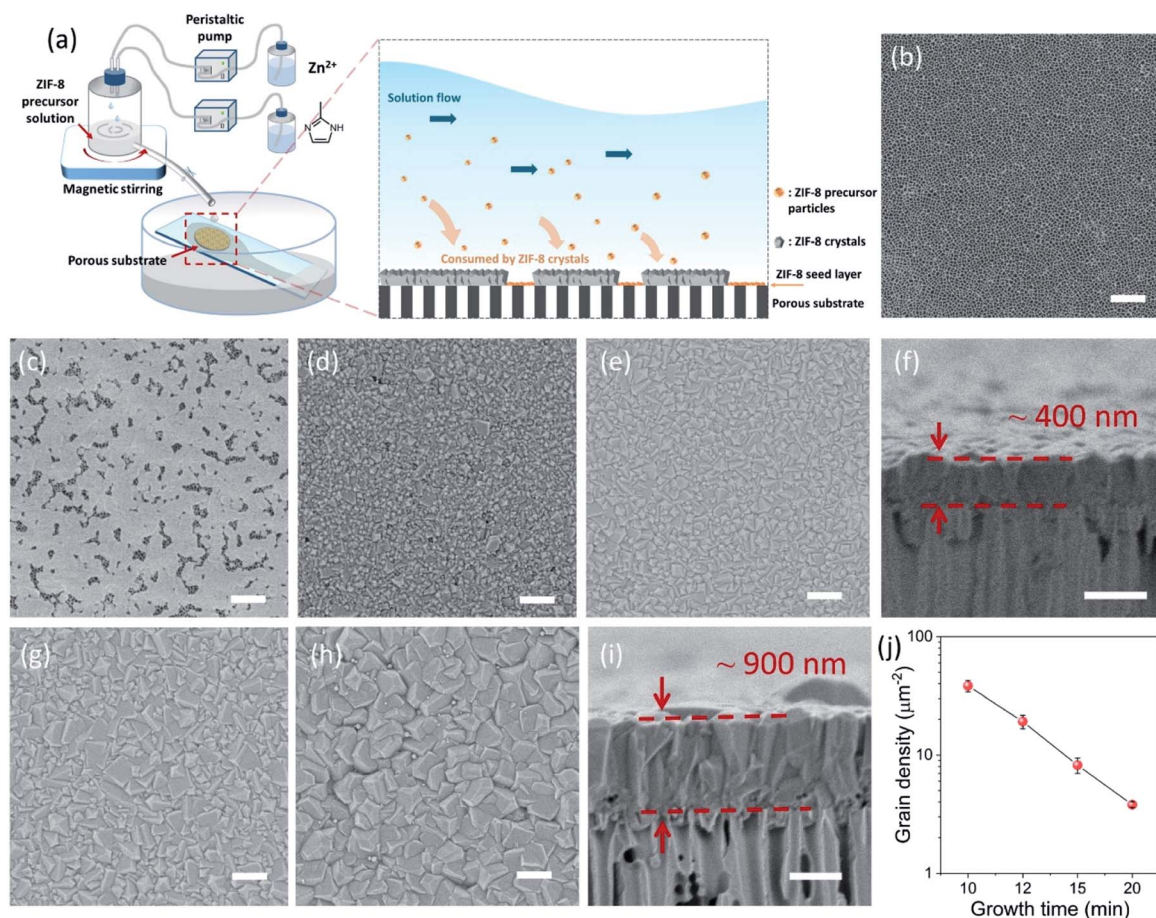 (a)
Peristaltic
pump
ZIF-8
precursor
solution
Zn2+
N
NH
Magnetic stirring
Porous substrate
Solution flow
Consumed by ZIF-8 crystals
: ZIF-8 precursor
particles
: ZIF-8 crystals
ZIF-8 seed layer
Porous substrate
(b)
(c)
(d)
(e)
(f)
~ 400 nm
(g)
(h)
(i)
~ 900 nm
(j)
Grain density (μm-2)
100
10
1
10
12
15
20
Growth time (min)